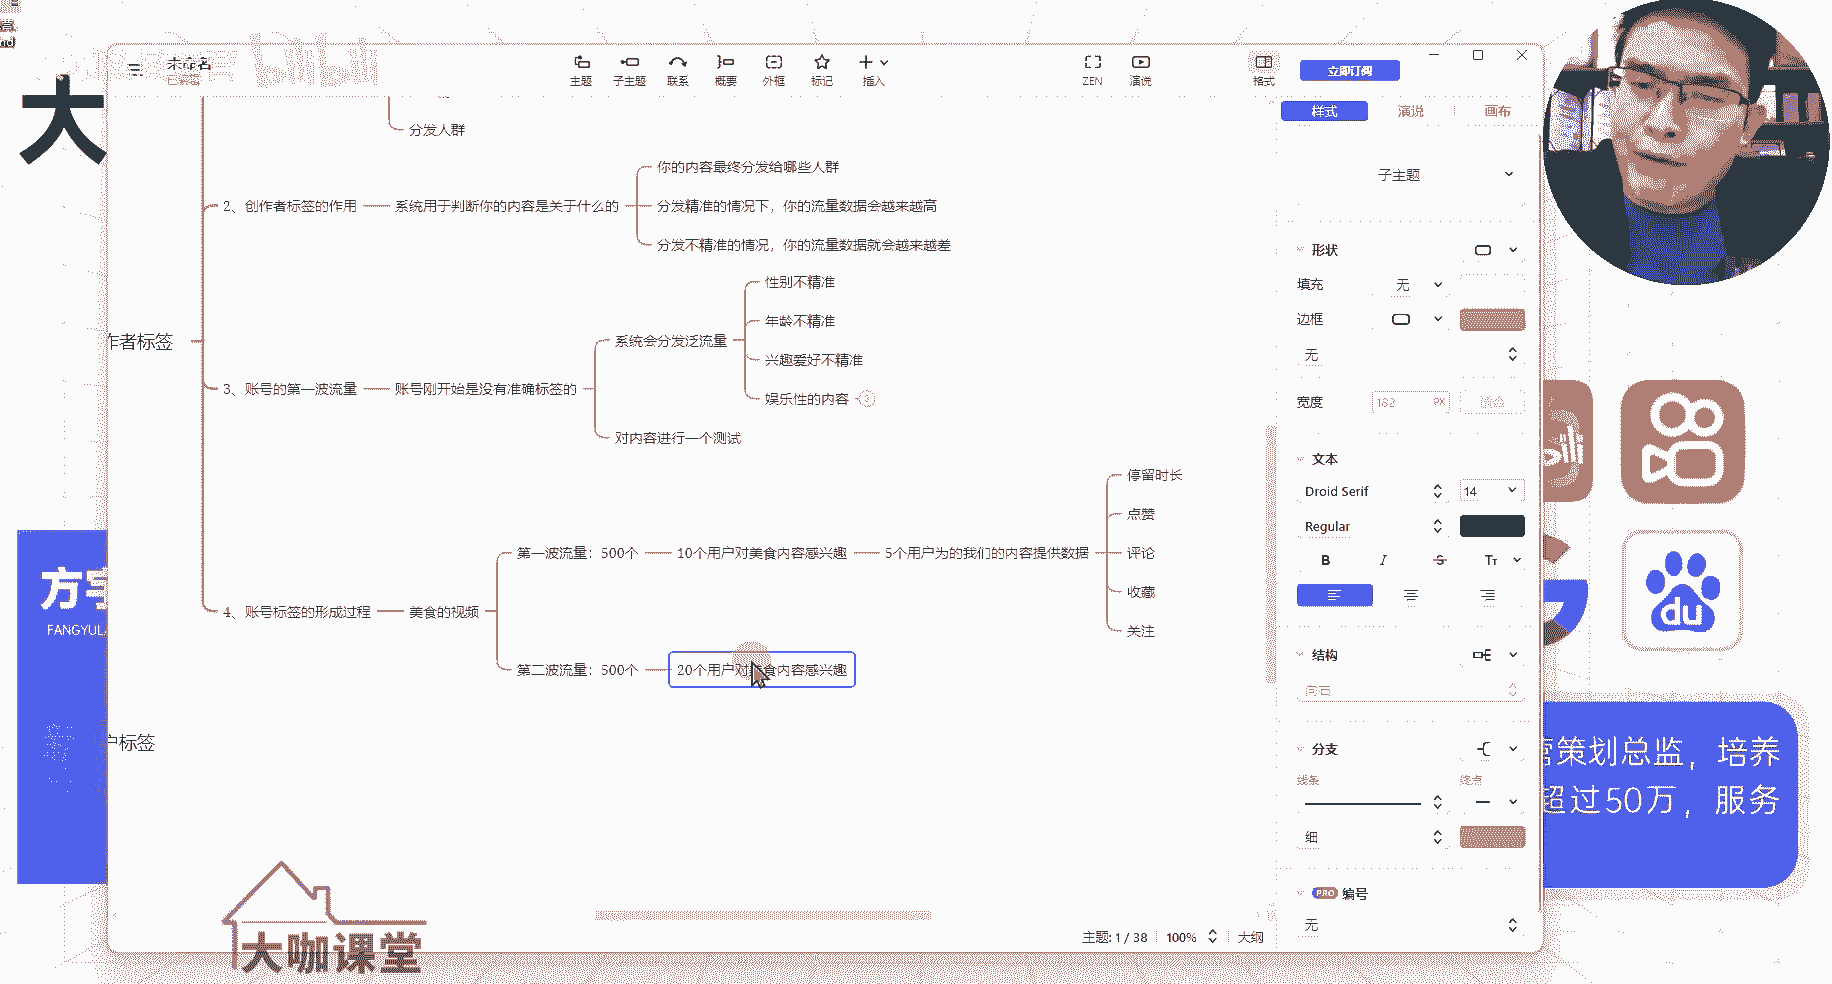 未命名
已编辑
bilibili
主题
子主题
联系
概要
外框
标记
插入
ZEN
演说
格式
立即订阅
样式
演说
画布
大
分发人群
2、创作者标签的作用
系统用于判断你的内容是关于什么的
你的内容最终分发给哪些人群
分发精准的情况下，你的流量数据会越来越高
分发不精准的情况，你的流量数据就会越来越差
作者标签
3、账号的第一波流量
账号刚开始是没有准确标签的
系统会分发泛流量
性别不精准
年龄不精准
兴趣爱好不精准
娱乐性的内容
3
对内容进行一个测试
4、账号标签的形成过程
美食的视频
第一波流量：500个
10个用户对美食内容感兴趣
5个用户为的我们的内容提供数据
停留时长
点赞
评论
收藏
关注
第二波流量：500个
20个用户对美食内容感兴趣
户标签
子主题
形状
填充
无
边框
无
宽度
182
PX
文本
Droid Serif
14
Regular
B
I
S
Tт
结构
向右
分支
线条
终点
细
PRO 编号
无
主题: 1 / 38
100%
大纲
方宇
FANGYUL
du
营策划总监，培养
超过50万，服务
大咖课堂